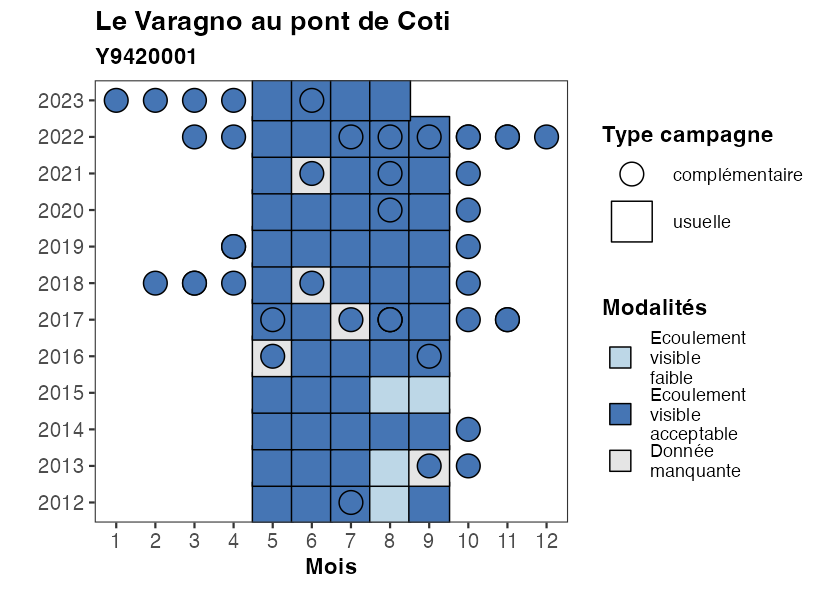 Le Varagno au pont de Coti
Y9420001
2023
2022
2021
2020
2019
2018
2017
2016
2015
2014
2013
2012
1 2 3 4 5 6 7 8 9 10 11 12
Mois
Type campagne
complémentaire
usuelle
Modalités
Ecoulement
visible
faible
Ecoulement
visible
acceptable
Donnée
manquante